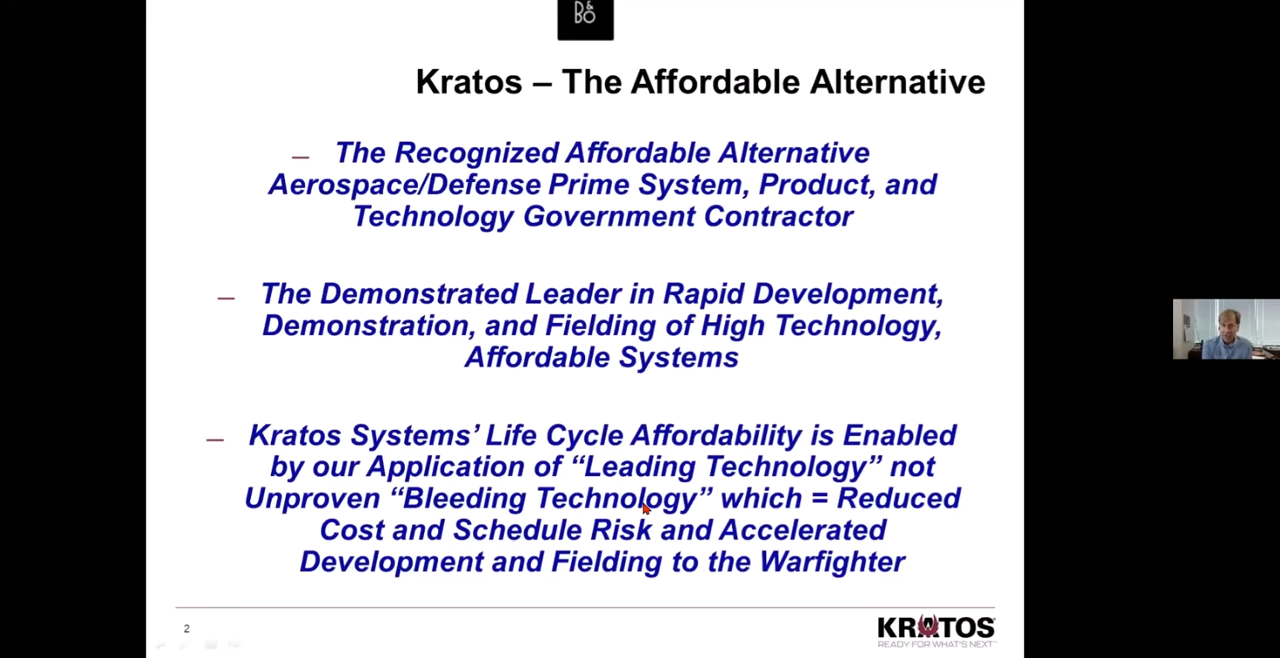 D&
BO
Kratos – The Affordable Alternative
– The Recognized Affordable Alternative
Aerospace/Defense Prime System, Product, and
Technology Government Contractor
– The Demonstrated Leader in Rapid Development,
Demonstration, and Fielding of High Technology,
Affordable Systems
– Kratos Systems’ Life Cycle Affordability is Enabled
by our Application of “Leading Technology” not
Unproven “Bleeding Technology” which = Reduced
Cost and Schedule Risk and Accelerated
Development and Fielding to the Warfighter
2
KRATOS
READY FOR WHAT'S NEXT